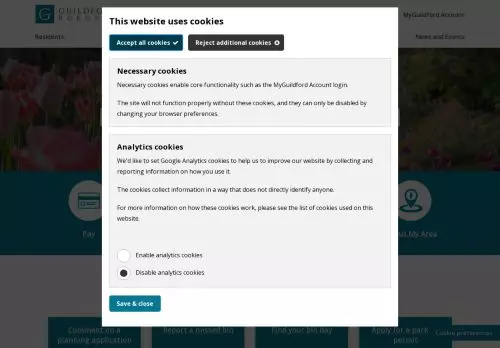 GUILDFO
BOROU
MyGuildford Account
Residents
News and Events
This website uses cookies
Accept all cookies
Reject additional cookies
Necessary cookies
Necessary cookies enable core functionality such as the MyGuildford Account login.
The site will not function properly without these cookies, and they can only be disabled by
changing your browser preferences.
Analytics cookies
We'd like to set Google Analytics cookies to help us to improve our website by collecting and
reporting information on how you use it.
The cookies collect information in a way that does not directly identify anyone.
For more information on how these cookies work, please see the list of cookies used on this
website.
Enable analytics cookies
Disable analytics cookies
Save & close
Pay
My Area
Comment on a
planning application
Report a missed bin
Find your bin day
Apply for a park
permit
Cookie preferences